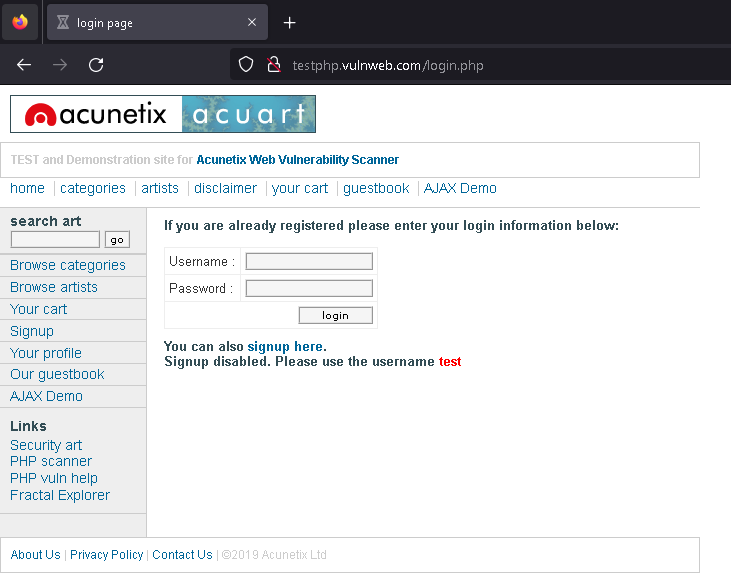 login page
testphp.vulnweb.com/login.php
acunetix acuart
TEST and Demonstration site for Acunetix Web Vulnerability Scanner
home categories artists disclaimer your cart guestbook AJAX Demo
search art
go
Browse categories
Browse artists
Your cart
Signup
Your profile
Our guestbook
AJAX Demo
Links
Security art
PHP scanner
PHP vuln help
Fractal Explorer
If you are already registered please enter your login information below:
Username :
Password :
login
You can also signup here.
Signup disabled. Please use the username test
About Us | Privacy Policy | Contact Us | ©2019 Acunetix Ltd